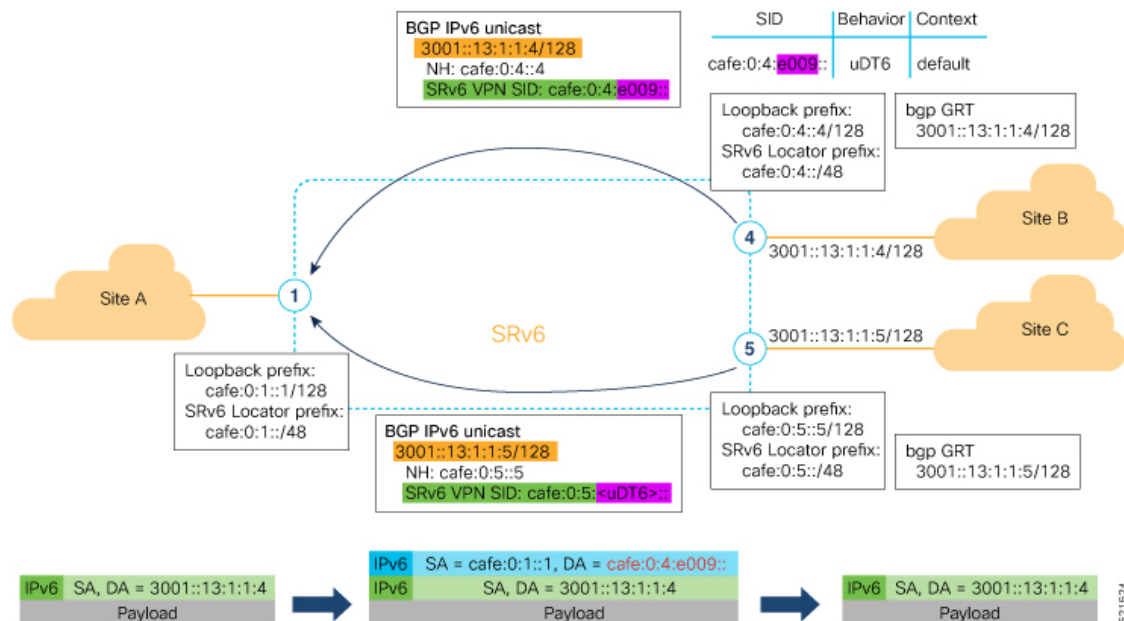 BGP IPv6 unicast
3001::13:1:1:4/128
NH: cafe:0:4::4
SRv6 VPN SID: cafe:0:4:e009::
SID Behavior Context
cafe:0:4:e009:: uDT6 default
Loopback prefix:
cafe:0:4::4/128
SRv6 Locator prefix:
cafe:0:4::/48
bgp GRT
3001::13:1:1:4/128
Site B
4
3001::13:1:1:4/128
Site A
1
SRv6
5
3001::13:1:1:5/128
Site C
Loopback prefix:
cafe:0:1::1/128
SRv6 Locator prefix:
cafe:0:1::/48
BGP IPv6 unicast
3001::13:1:1:5/128
NH: cafe:0:5::5
SRv6 VPN SID: cafe:0:5:<uDT6>::
Loopback prefix:
cafe:0:5::5/128
SRv6 Locator prefix:
cafe:0:5::/48
bgp GRT
3001::13:1:1:5/128
IPv6 SA, DA = 3001::13:1:1:4
Payload
IPv6 SA = cafe:0:1::1, DA = cafe:0:4:e009::
IPv6 SA, DA = 3001::13:1:1:4
Payload
IPv6 SA, DA = 3001::13:1:1:4
Payload